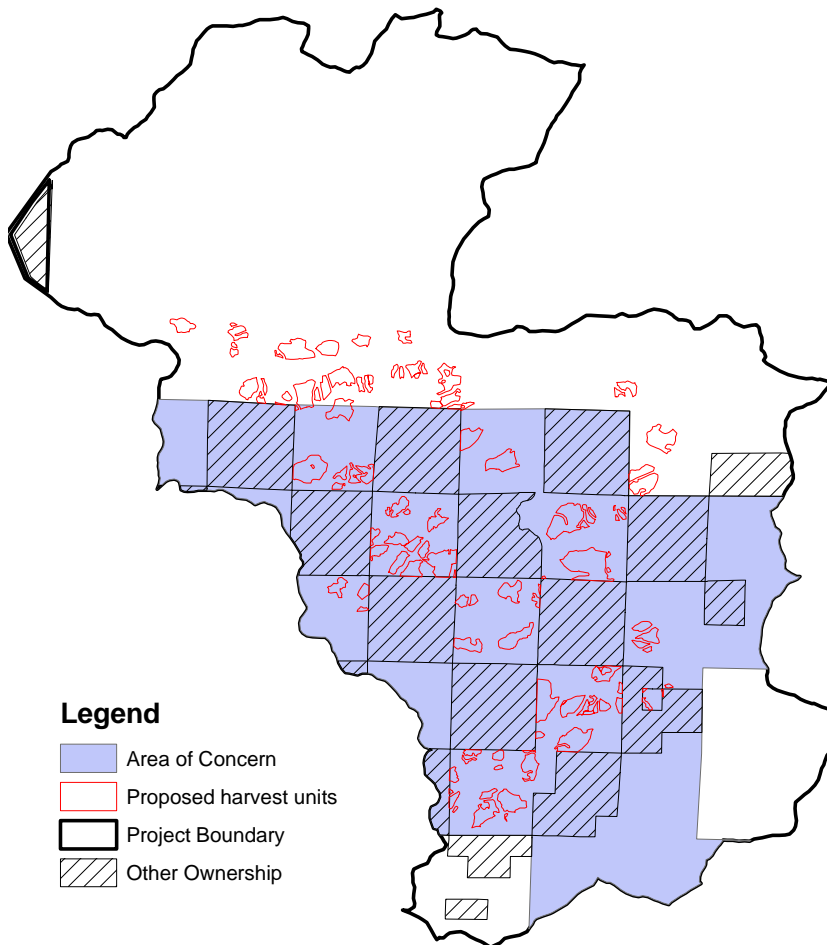 Legend
Area of Concern
Proposed harvest units
Project Boundary
Other Ownership